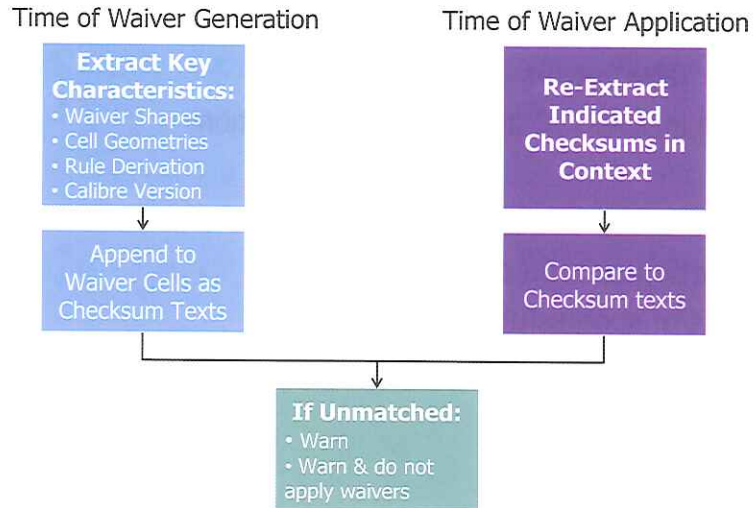 Time of Waiver Generation
Extract Key
Characteristics:
• Waiver Shapes
• Cell Geometries
• Rule Derivation
• Calibre Version
Append to
Waiver Cells as
Checksum Texts
Time of Waiver Application
Re-Extract
Indicated
Checksums in
Context
Compare to
Checksum texts
If Unmatched:
• Warn
• Warn & do not
apply waivers